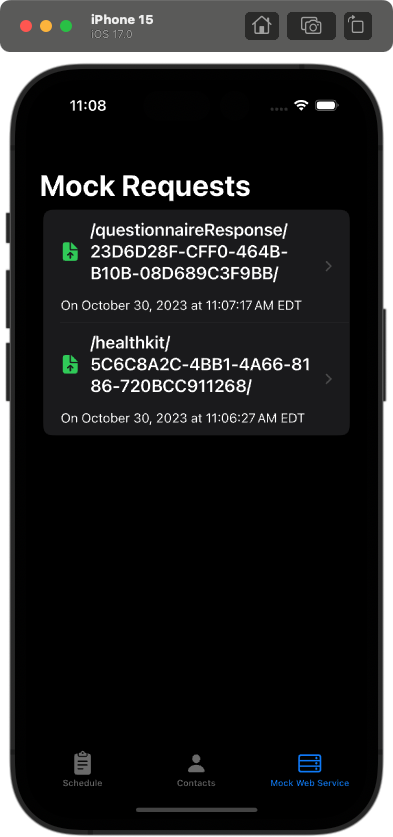 iPhone 15
iOS 17.0
11:08
Mock Requests
/questionnaireResponse/
23D6D28F-CFF0-464B-
B10B-08D689C3F9BB/
On October 30, 2023 at 11:07:17 AM EDT
/healthkit/
5C6C8A2C-4BB1-4A66-81
86-720BCC911268/
On October 30, 2023 at 11:06:27 AM EDT
Schedule
Contacts
Mock Web Service